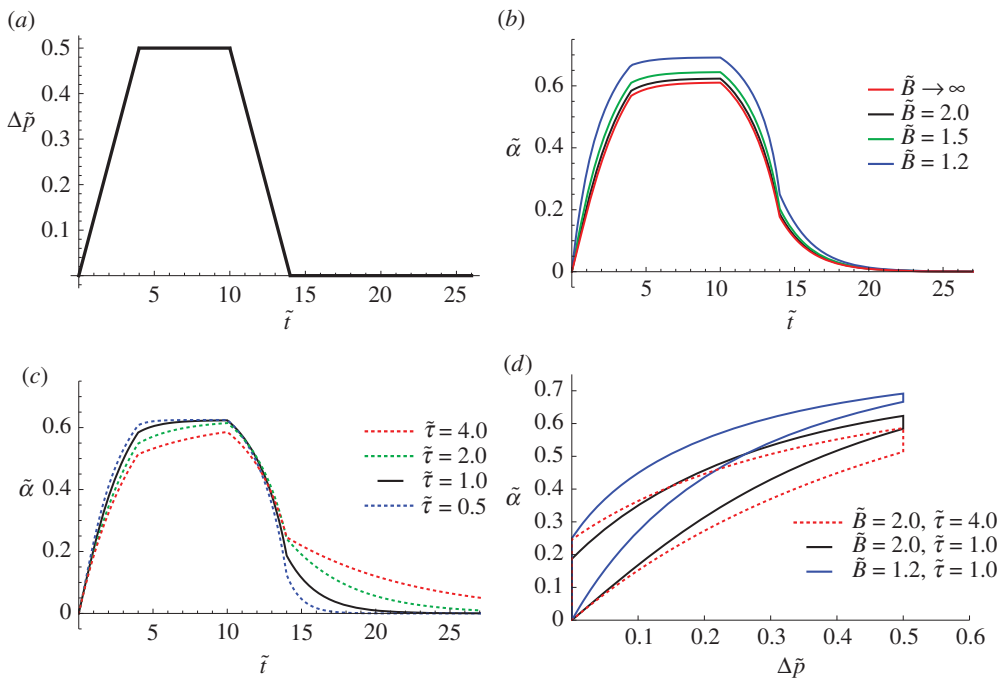 (a)
0.5
0.4
Δp̃
0.3
0.2
0.1
5 10 15 20 25
t̃
(b)
0.6
0.4
α̃
0.2
0
5 10 15 20 25
t̃
B̃ → ∞
B̃ = 2.0
B̃ = 1.5
B̃ = 1.2
(c)
0.6
0.4
α̃
0.2
0
5 10 15 20 25
t̃
τ̃ = 4.0
τ̃ = 2.0
τ̃ = 1.0
τ̃ = 0.5
(d)
0.7
0.6
0.5
α̃
0.4
0.3
0.2
0.1
0
0.1 0.2 0.3 0.4 0.5 0.6
Δp̃
B̃ = 2.0, τ̃ = 4.0
B̃ = 2.0, τ̃ = 1.0
B̃ = 1.2, τ̃ = 1.0